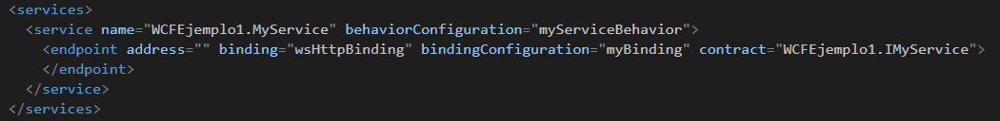 <services>
<service name="WCFEjemplo1.MyService" behaviorConfiguration="myServiceBehavior">
<endpoint address="" binding="wsHttpBinding" bindingConfiguration="myBinding" contract="WCFEjemplo1.IMyService">
</endpoint>
</service>
</services>